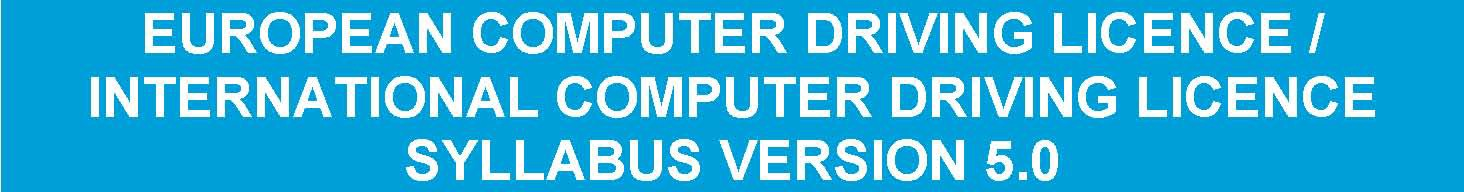 EUROPEAN COMPUTER DRIVING LICENCE /
INTERNATIONAL COMPUTER DRIVING LICENCE
SYLLABUS VERSION 5.0